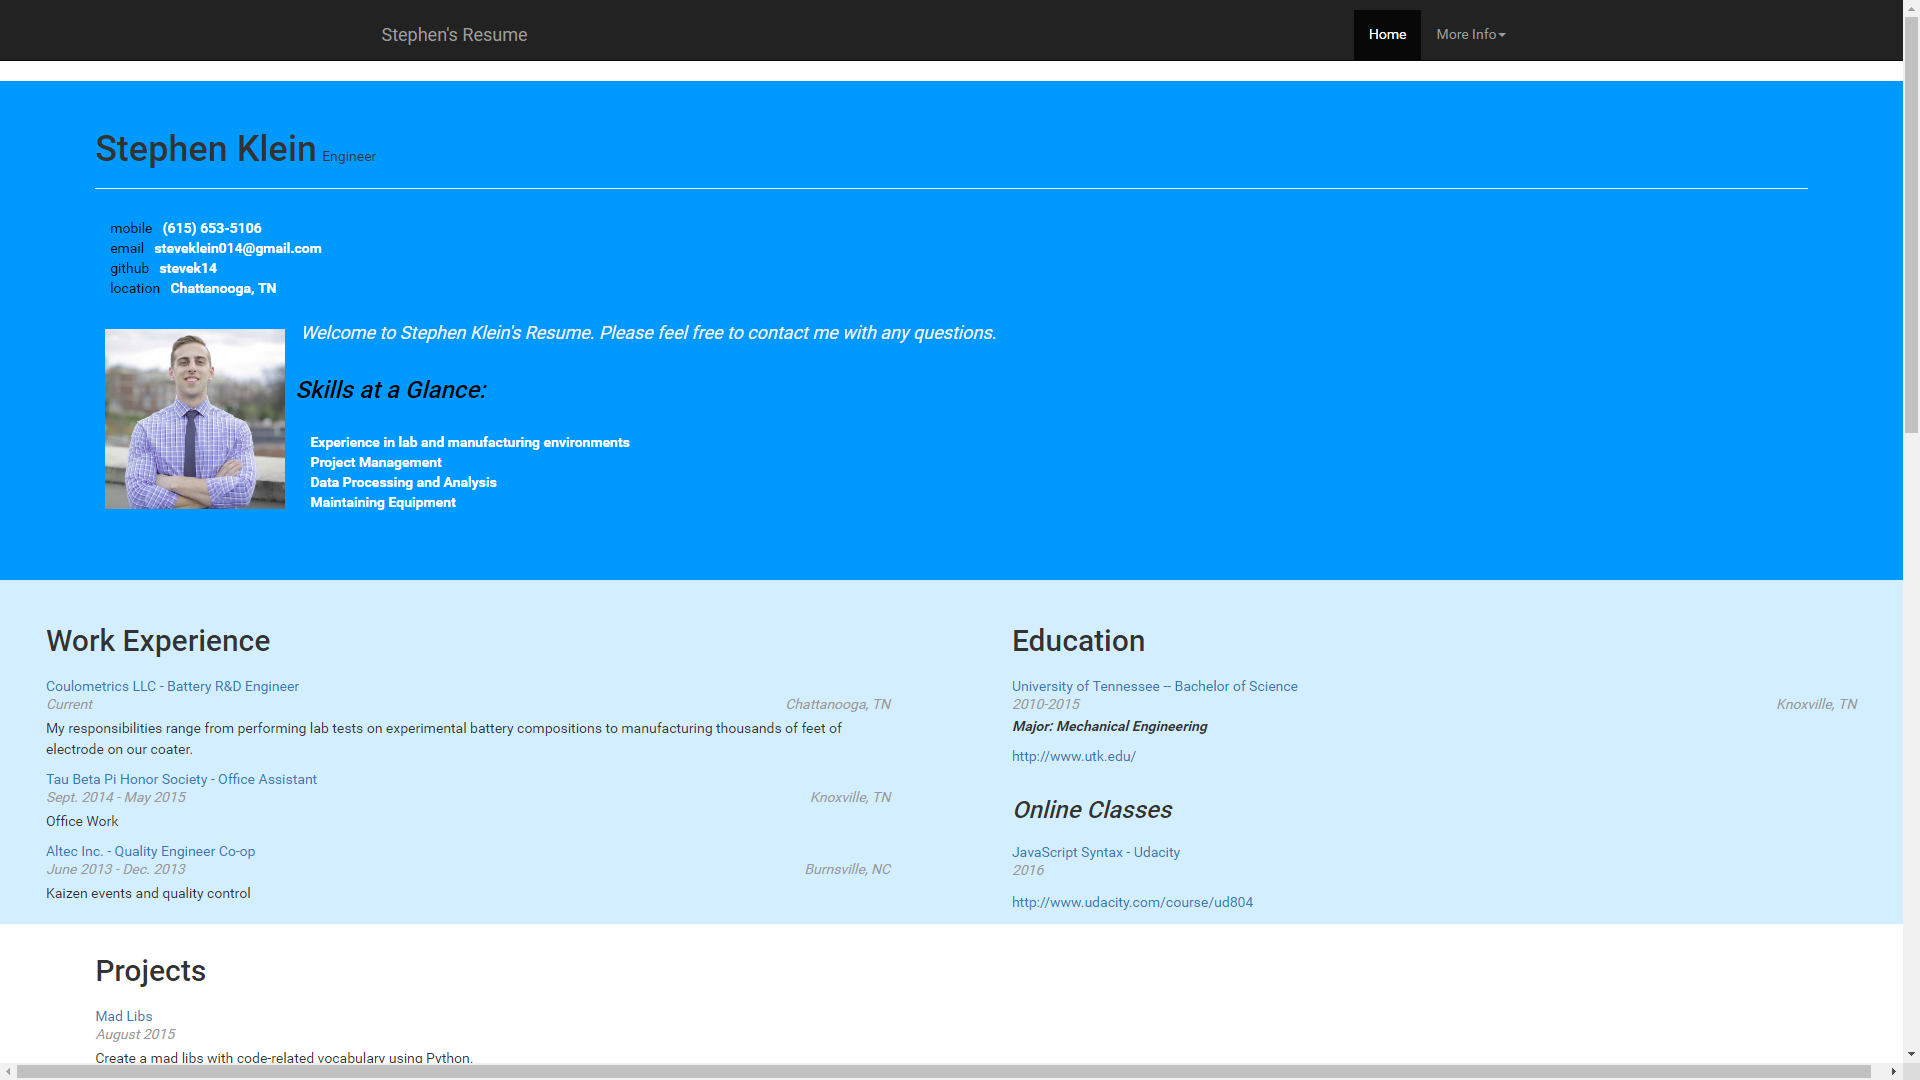 Stephen's Resume
Home
More Info
Stephen Klein Engineer
mobile (615) 653-5106
email steveklein014@gmail.com
github stevek14
location Chattanooga, TN
Welcome to Stephen Klein's Resume. Please feel free to contact me with any questions.
Skills at a Glance:
Experience in lab and manufacturing environments
Project Management
Data Processing and Analysis
Maintaining Equipment
Work Experience
Coulometrics LLC - Battery R&D Engineer
Current Chattanooga, TN
My responsibilities range from performing lab tests on experimental battery compositions to manufacturing thousands of feet of
electrode on our coater.
Tau Beta Pi Honor Society - Office Assistant
Sept. 2014 - May 2015 Knoxville, TN
Office Work
Altec Inc. - Quality Engineer Co-op
June 2013 - Dec. 2013 Burnsville, NC
Kaizen events and quality control
Education
University of Tennessee -- Bachelor of Science
2010-2015 Knoxville, TN
Major: Mechanical Engineering
http://www.utk.edu/
Online Classes
JavaScript Syntax - Udacity
2016
http://www.udacity.com/course/ud804
Projects
Mad Libs
August 2015
Create a mad libs with code-related vocabulary using Python.